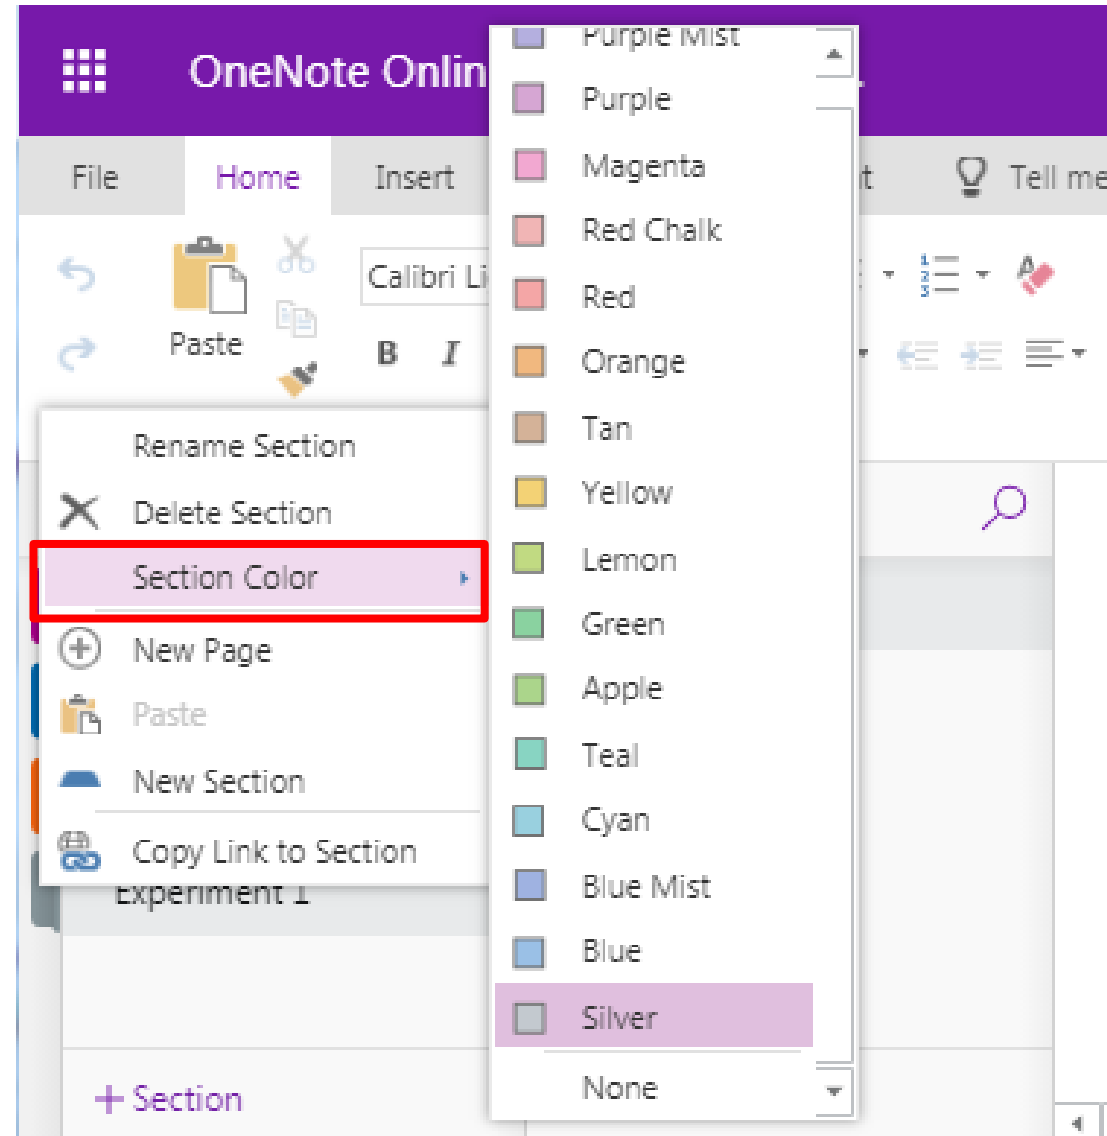 OneNote Onlin
File
Home
Insert
Tell me
Calibri Li
Paste
B I
Rename Section
Delete Section
Section Color
New Page
Paste
New Section
Copy Link to Section
Experiment 1
+ Section
Purple Mist
Purple
Magenta
Red Chalk
Red
Orange
Tan
Yellow
Lemon
Green
Apple
Teal
Cyan
Blue Mist
Blue
Silver
None